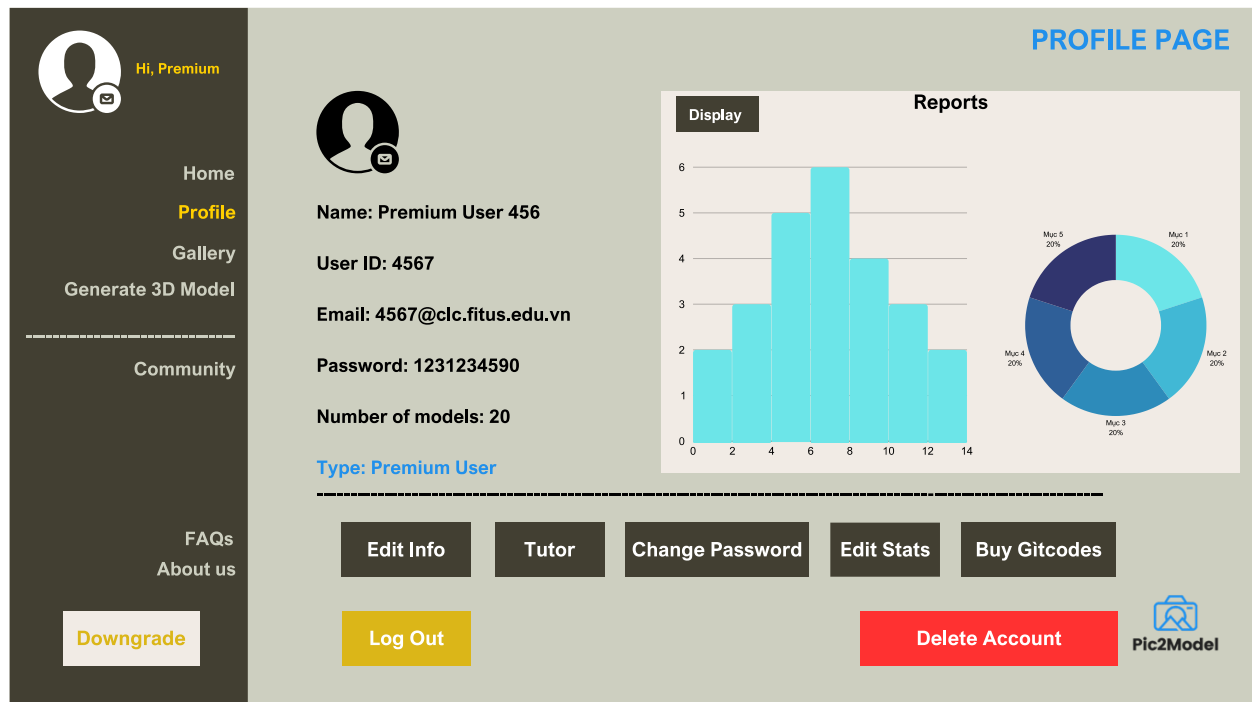 PROFILE PAGE
Hi, Premium
Home
Profile
Gallery
Generate 3D Model
Community
FAQs
About us
Downgrade
Name: Premium User 456
User ID: 4567
Email: 4567@clc.fitus.edu.vn
Password: 1231234590
Number of models: 20
Type: Premium User
Display
Reports
6
5
4
3
2
1
0
0 2 4 6 8 10 12 14
Mục 5
20%
Mục 1
20%
Mục 4
20%
Mục 2
20%
Mục 3
20%
Edit Info
Tutor
Change Password
Edit Stats
Buy Gitcodes
Log Out
Delete Account
Pic2Model